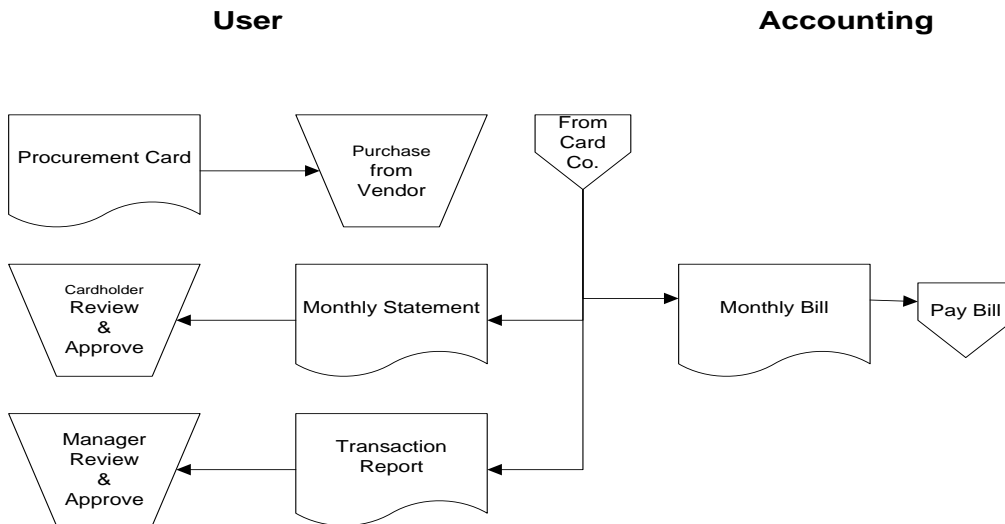 User
Accounting
Procurement Card
Purchase
from
Vendor
From
Card
Co.
Cardholder
Review
&
Approve
Monthly Statement
Monthly Bill
Pay Bill
Manager
Review
&
Approve
Transaction
Report